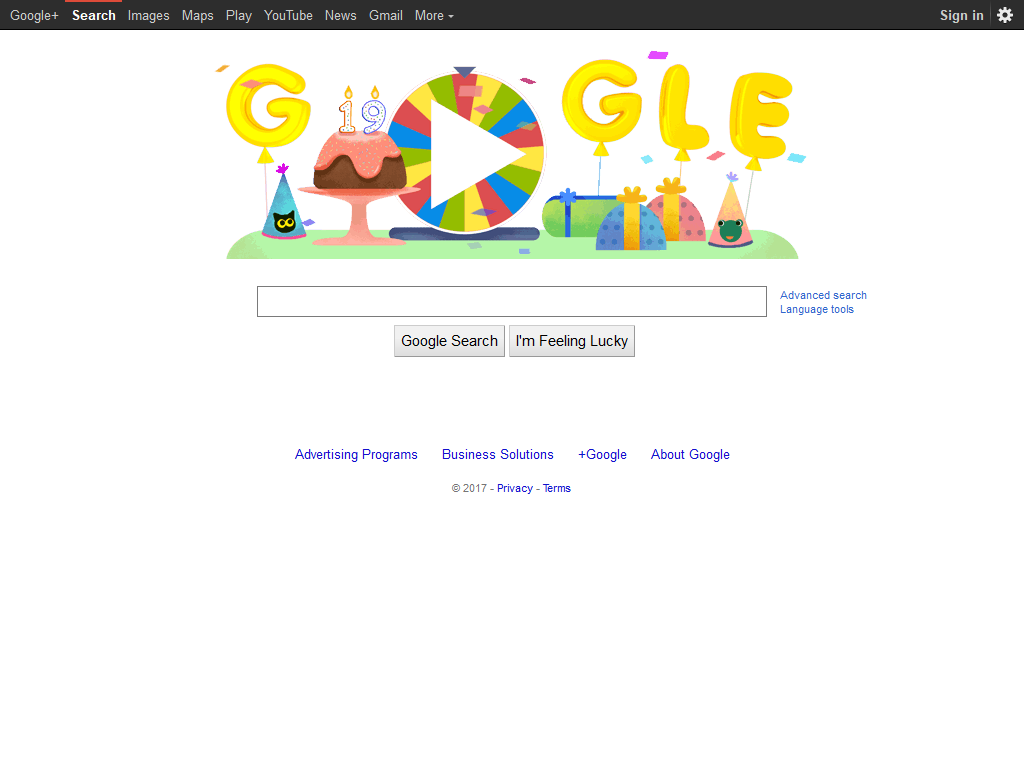 Google+ Search Images Maps Play YouTube News Gmail More Sign in
G 19 GLE
Advanced search
Language tools
Google Search I'm Feeling Lucky
Advertising Programs Business Solutions +Google About Google
© 2017 - Privacy - Terms